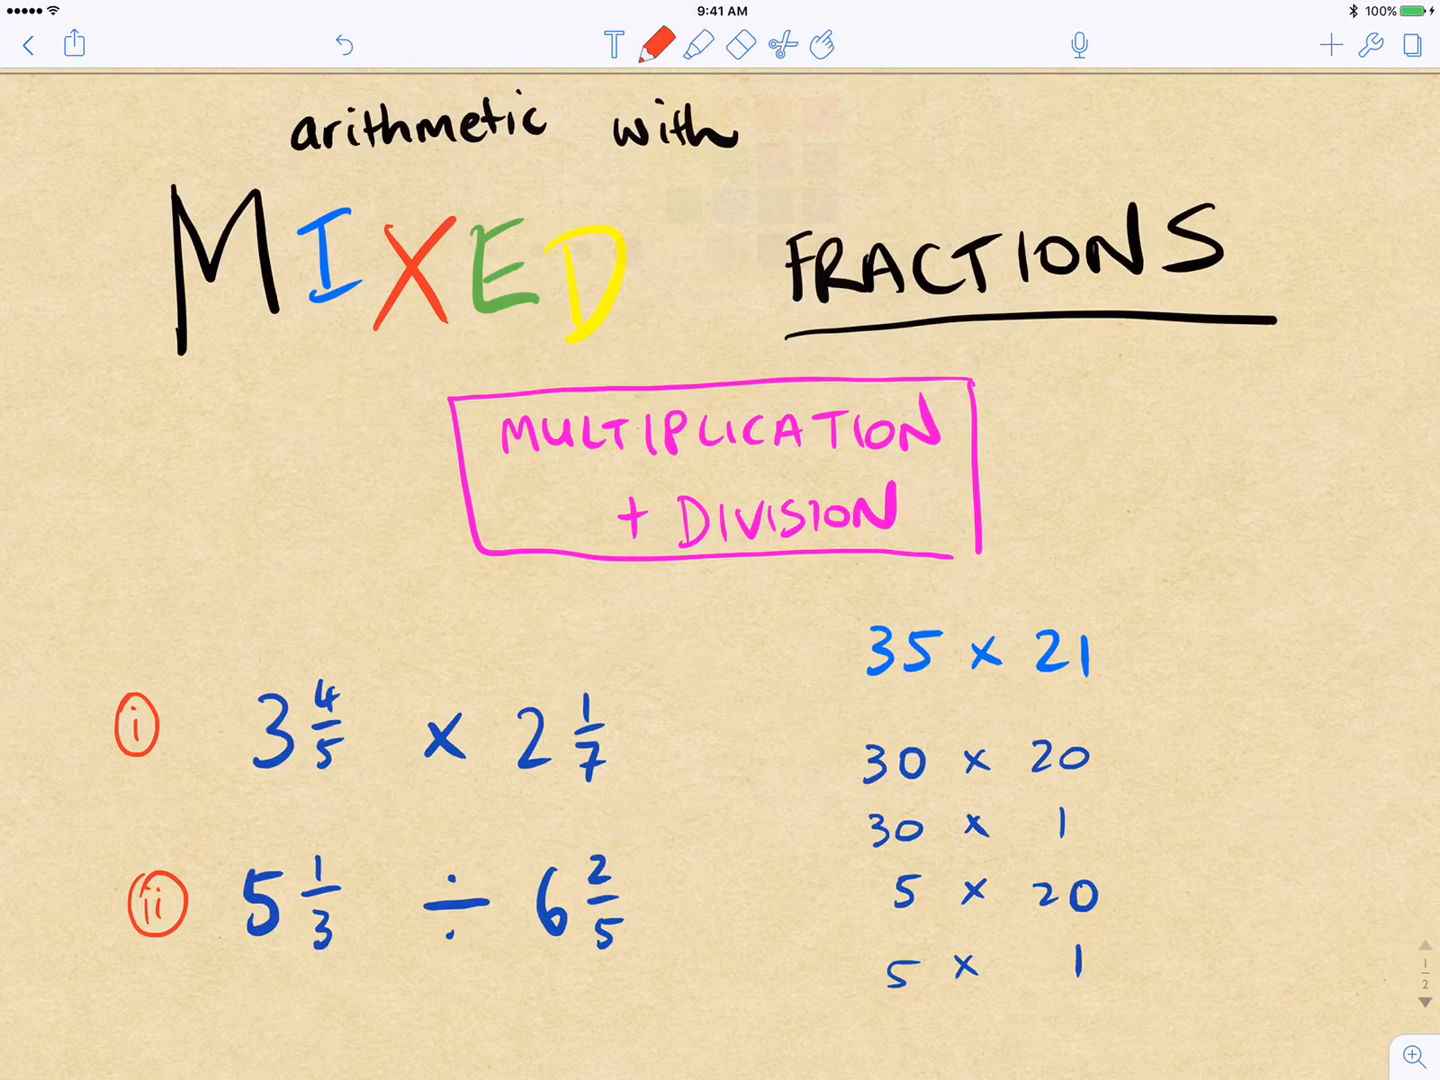 9:41 AM
100%
T
arithmetic with
MIXED FRACTIONS
MULTIPLICATION
+ DIVISION
35 × 21
i 3 4/5 × 2 1/7
30 × 20
30 × 1
ii 5 1/3 ÷ 6 2/5
5 × 20
5 × 1
1/2